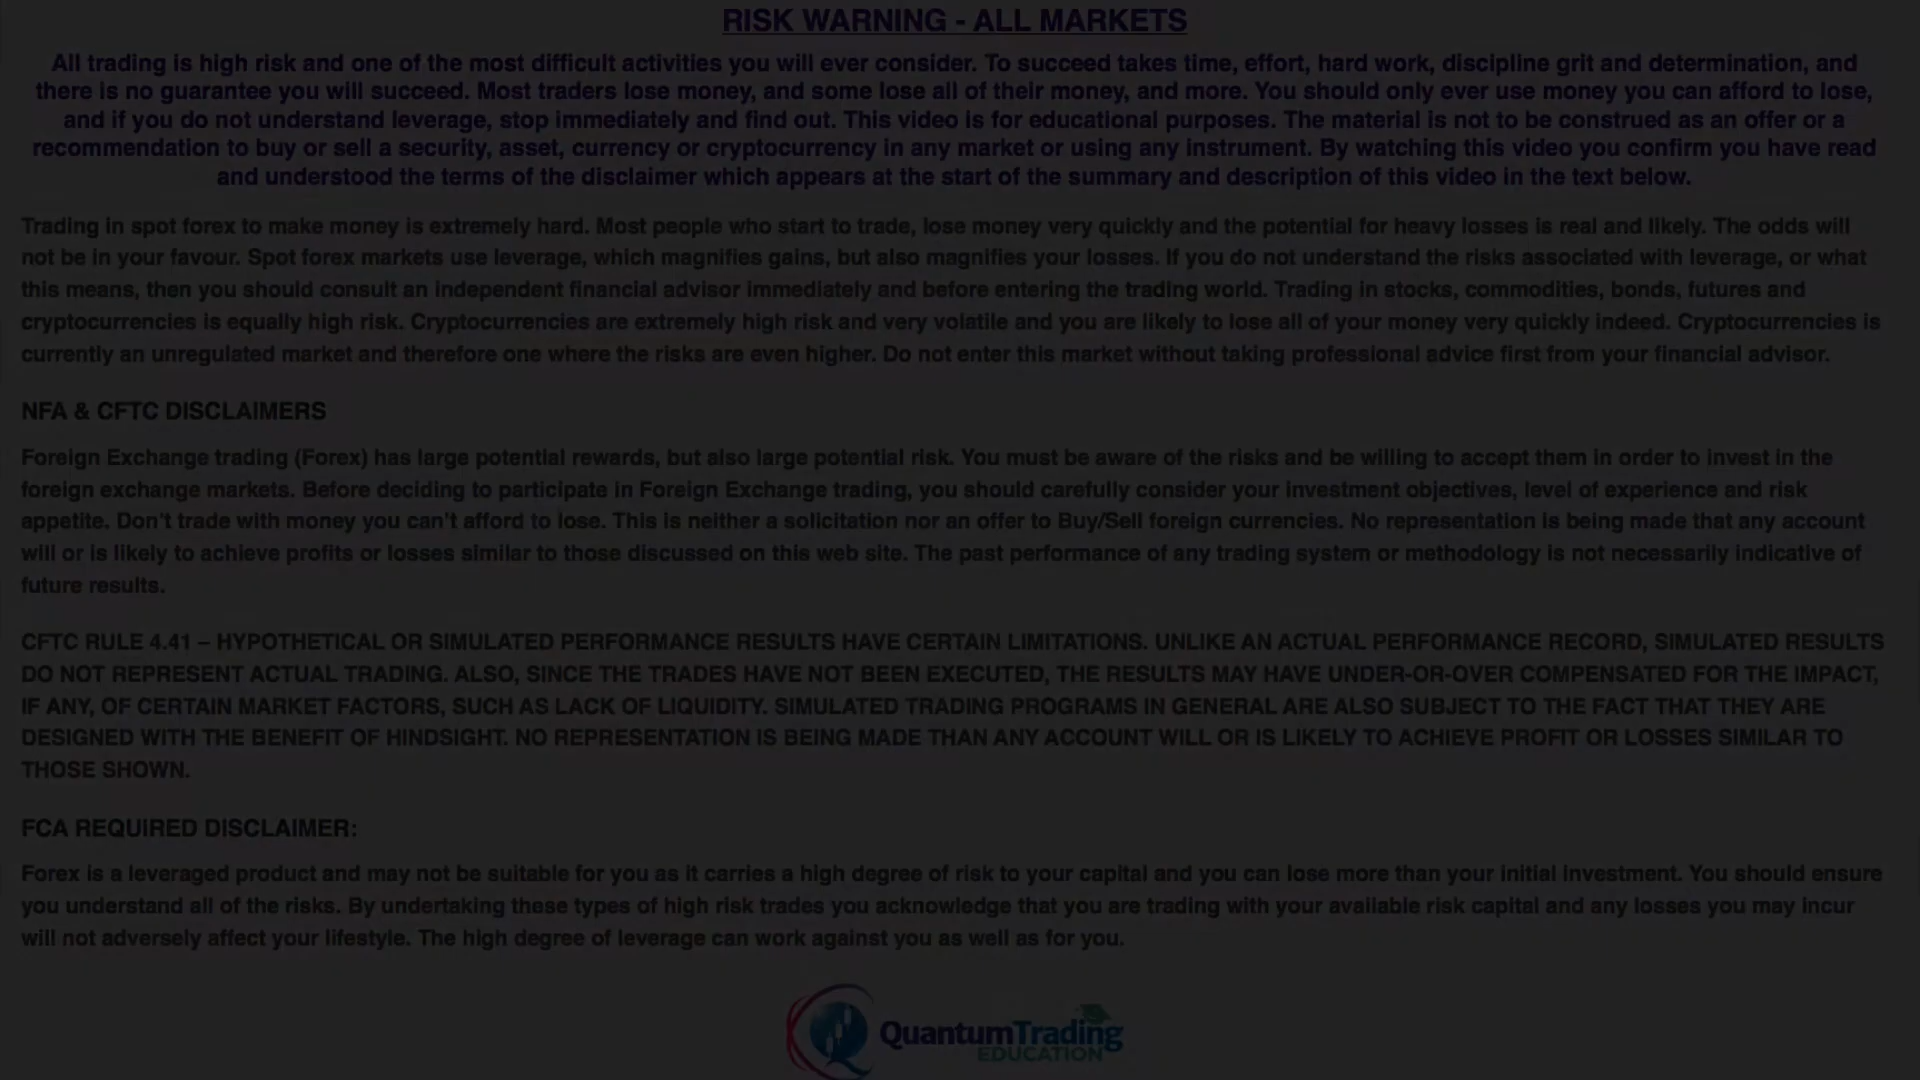 RISK WARNING - ALL MARKETS
All trading is high risk and one of the most difficult activities you will ever consider. To succeed takes time, effort, hard work, discipline grit and determination, and
there is no guarantee you will succeed. Most traders lose money, and some lose all of their money, and more. You should only ever use money you can afford to lose,
and if you do not understand leverage, stop immediately and find out. This video is for educational purposes. The material is not to be construed as an offer or a
recommendation to buy or sell a security, asset, currency or cryptocurrency in any market or using any instrument. By watching this video you confirm you have read
and understood the terms of the disclaimer which appears at the start of the summary and description of this video in the text below.
Trading in spot forex to make money is extremely hard. Most people who start to trade, lose money very quickly and the potential for heavy losses is real and likely. The odds will
not be in your favour. Spot forex markets use leverage, which magnifies gains, but also magnifies your losses. If you do not understand the risks associated with leverage, or what
this means, then you should consult an independent financial advisor immediately and before entering the trading world. Trading in stocks, commodities, bonds, futures and
cryptocurrencies is equally high risk. Cryptocurrencies are extremely high risk and very volatile and you are likely to lose all of your money very quickly indeed. Cryptocurrencies is
currently an unregulated market and therefore one where the risks are even higher. Do not enter this market without taking professional advice first from your financial advisor.
NFA & CFTC DISCLAIMERS
Foreign Exchange trading (Forex) has large potential rewards, but also large potential risk. You must be aware of the risks and be willing to accept them in order to invest in the
foreign exchange markets. Before deciding to participate in Foreign Exchange trading, you should carefully consider your investment objectives, level of experience and risk
appetite. Don't trade with money you can't afford to lose. This is neither a solicitation nor an offer to Buy/Sell foreign currencies. No representation is being made that any account
will or is likely to achieve profits or losses similar to those discussed on this web site. The past performance of any trading system or methodology is not necessarily indicative of
future results.
CFTC RULE 4.41 – HYPOTHETICAL OR SIMULATED PERFORMANCE RESULTS HAVE CERTAIN LIMITATIONS. UNLIKE AN ACTUAL PERFORMANCE RECORD, SIMULATED RESULTS
DO NOT REPRESENT ACTUAL TRADING. ALSO, SINCE THE TRADES HAVE NOT BEEN EXECUTED, THE RESULTS MAY HAVE UNDER-OR-OVER COMPENSATED FOR THE IMPACT,
IF ANY, OF CERTAIN MARKET FACTORS, SUCH AS LACK OF LIQUIDITY. SIMULATED TRADING PROGRAMS IN GENERAL ARE ALSO SUBJECT TO THE FACT THAT THEY ARE
DESIGNED WITH THE BENEFIT OF HINDSIGHT. NO REPRESENTATION IS BEING MADE THAN ANY ACCOUNT WILL OR IS LIKELY TO ACHIEVE PROFIT OR LOSSES SIMILAR TO
THOSE SHOWN.
FCA REQUIRED DISCLAIMER:
Forex is a leveraged product and may not be suitable for you as it carries a high degree of risk to your capital and you can lose more than your initial investment. You should ensure
you understand all of the risks. By undertaking these types of high risk trades you acknowledge that you are trading with your available risk capital and any losses you may incur
will not adversely affect your lifestyle. The high degree of leverage can work against you as well as for you.
QuantumTrading
EDUCATION